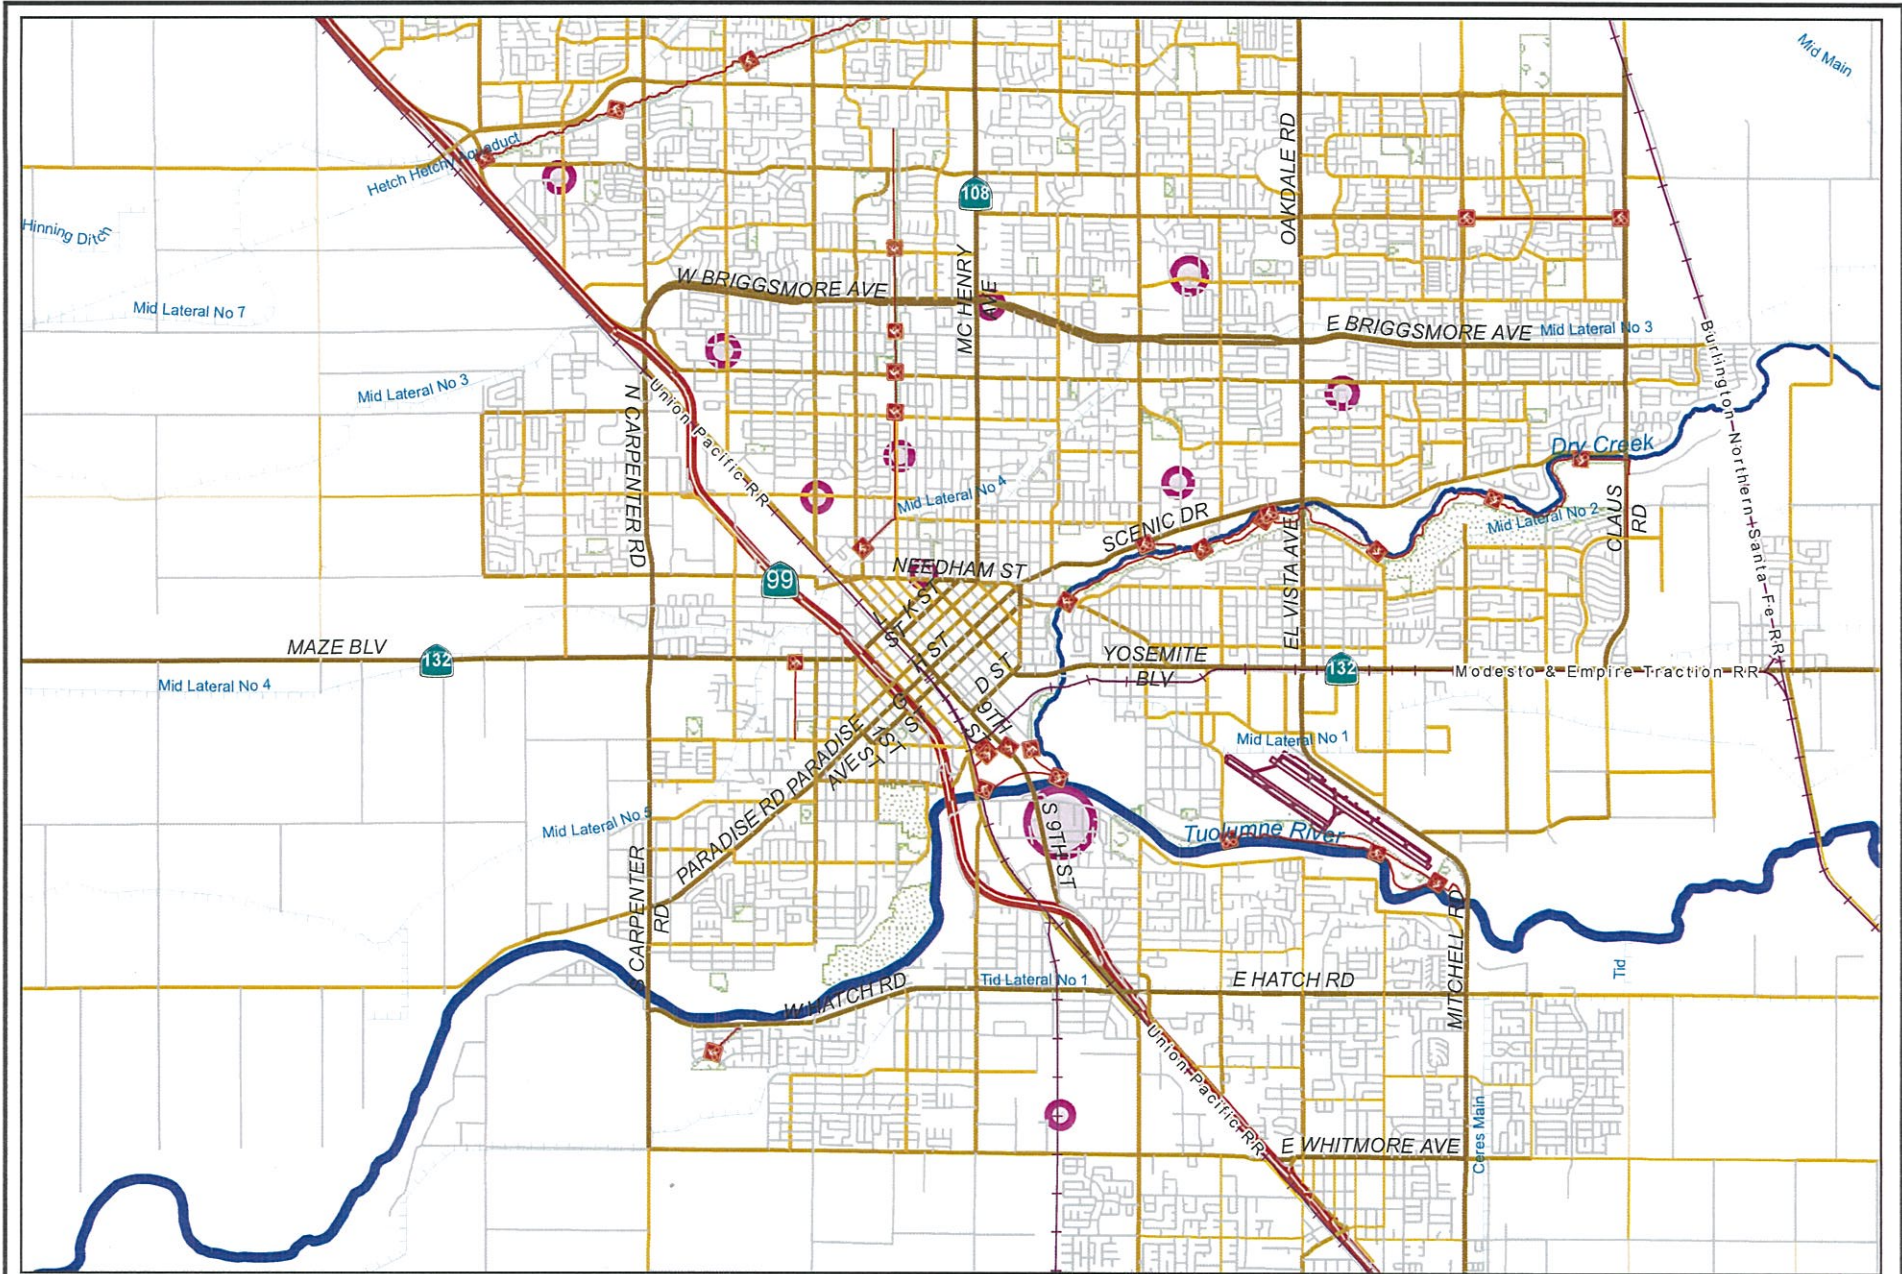 Mid Main
Hetch Hetchy Aqueduct
OAKDALE RD
108
Hinning Ditch
W BRIGGSMORE AVE
MC HENRY
AVE
Mid Lateral No 7
E BRIGGSMORE AVE
Mid Lateral No 3
Burlington-Northern-Santa-Fe-RR
Mid Lateral No 3
N CARPENTER RD
Union Pacific RR
Dry Creek
Mid Lateral No 4
SCENIC DR
Mid Lateral No 2
CLAUS
RD
NEEDHAM ST
99
K ST
EL VISTA AVE
MAZE BLV
132
YOSEMITE
BLV
132
Modesto & Empire Traction RR
Mid Lateral No 4
D ST
9TH
PARADISE
AVE
Mid Lateral No 1
PARADISE RD
Mid Lateral No 5
Tuolumne River
S 9TH ST
S CARPENTER
RD
MITCHELL RD
W HATCH RD
Tid Lateral No 1
E HATCH RD
Tid
Union Pacific RR
Ceres Main
E WHITMORE AVE